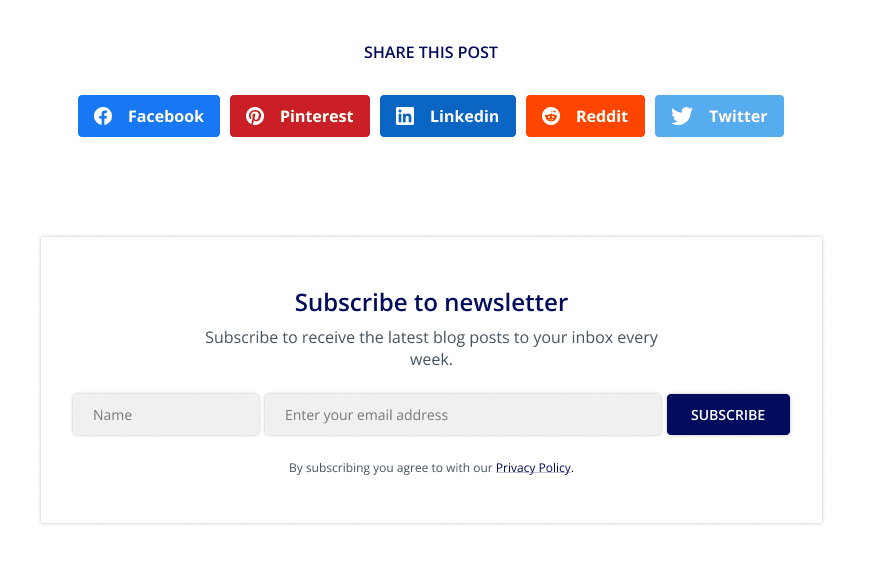 SHARE THIS POST
Facebook Pinterest Linkedin Reddit Twitter
Subscribe to newsletter
Subscribe to receive the latest blog posts to your inbox every
week.
Name Enter your email address SUBSCRIBE
By subscribing you agree to with our Privacy Policy.